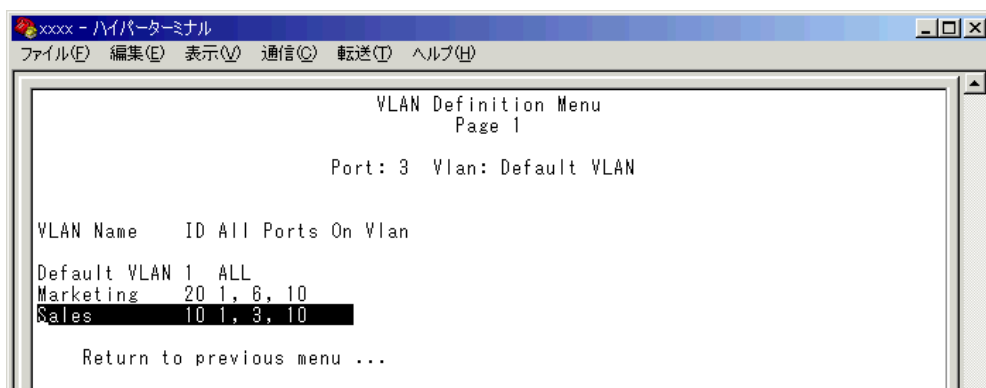 xxxx - ハイパーターミナル
ファイル(F) 編集(E) 表示(V) 通信(C) 転送(T) ヘルプ(H)
VLAN Definition Menu
Page 1
Port: 3 Vlan: Default VLAN
VLAN Name ID All Ports On Vlan
Default VLAN 1 ALL
Marketing 20 1, 6, 10
Sales 10 1, 3, 10
Return to previous menu ...